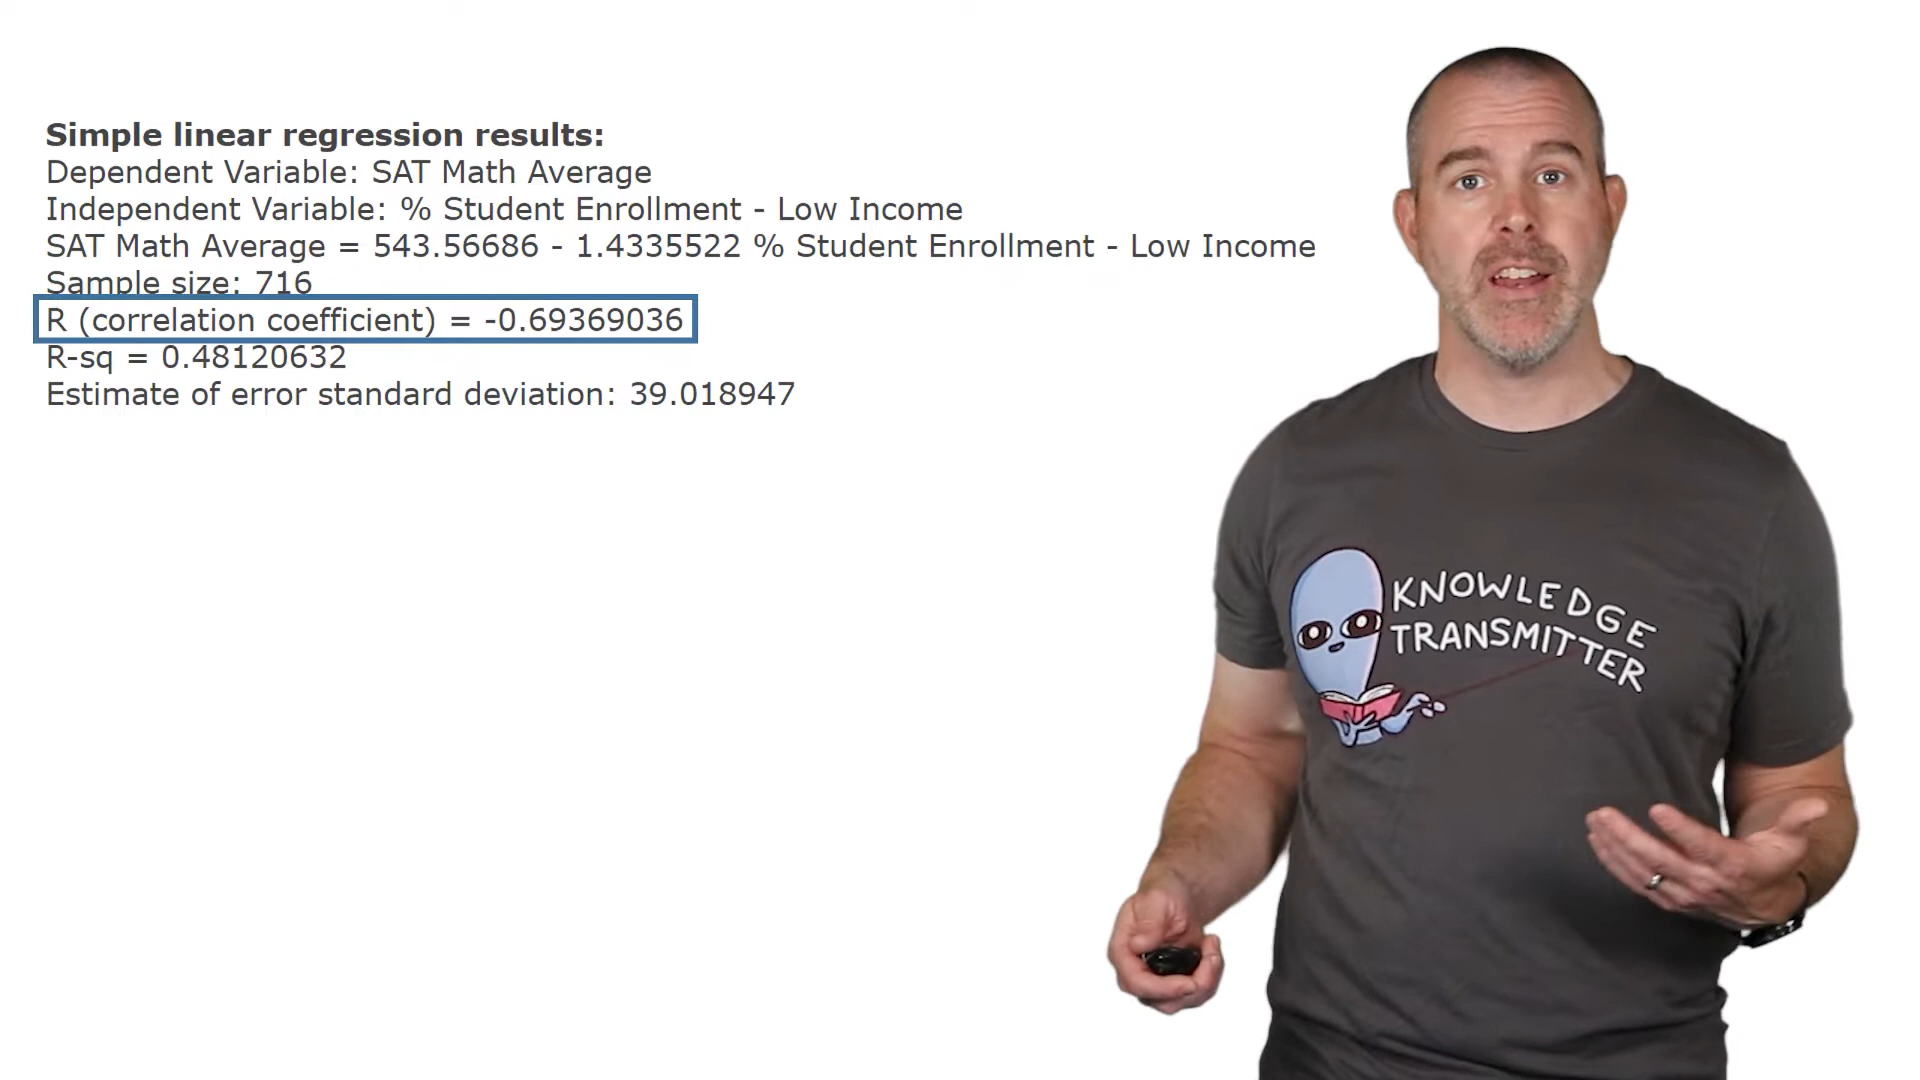 Simple linear regression results:
Dependent Variable: SAT Math Average
Independent Variable: % Student Enrollment - Low Income
SAT Math Average = 543.56686 - 1.4335522 % Student Enrollment - Low Income
Sample size: 716
R (correlation coefficient) = -0.69369036
R-sq = 0.48120632
Estimate of error standard deviation: 39.018947
KNOWLEDGE
TRANSMITTER